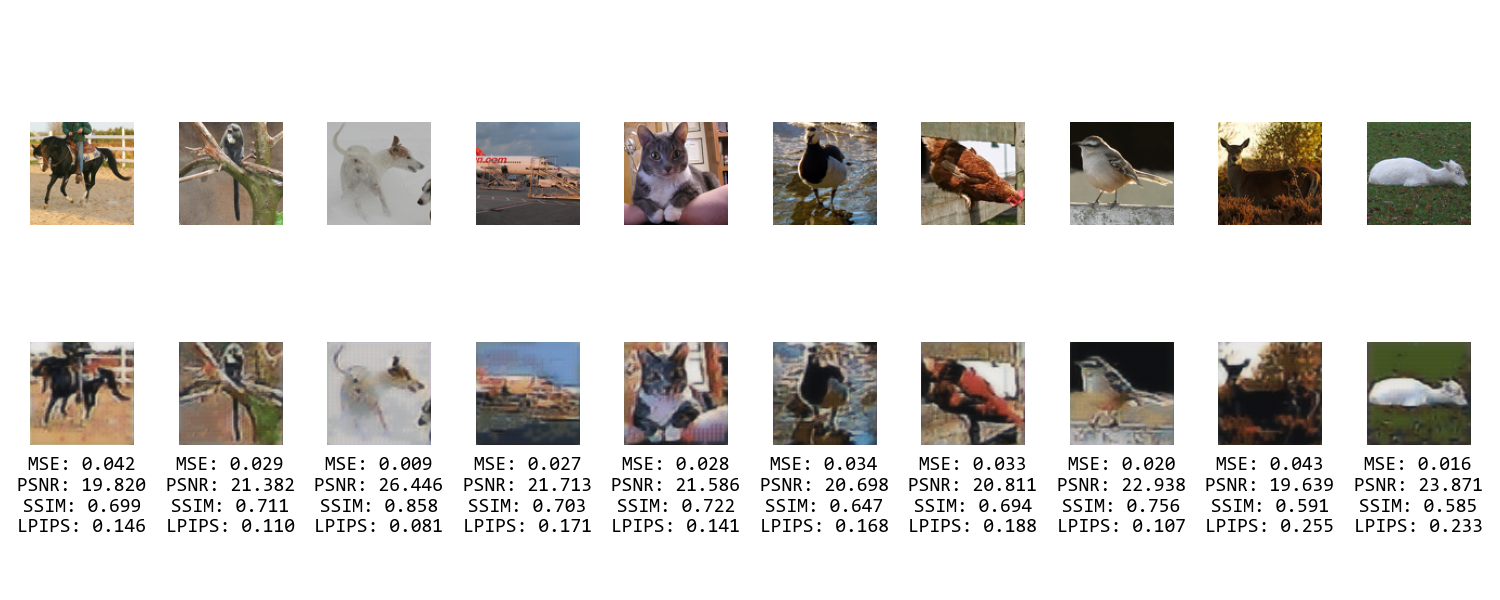 a.com
MSE: 0.042 MSE: 0.029 MSE: 0.009 MSE: 0.027 MSE: 0.028 MSE: 0.034 MSE: 0.033 MSE: 0.020 MSE: 0.043 MSE: 0.016
PSNR: 19.820 PSNR: 21.382 PSNR: 26.446 PSNR: 21.713 PSNR: 21.586 PSNR: 20.698 PSNR: 20.811 PSNR: 22.938 PSNR: 19.639 PSNR: 23.871
SSIM: 0.699 SSIM: 0.711 SSIM: 0.858 SSIM: 0.703 SSIM: 0.722 SSIM: 0.647 SSIM: 0.694 SSIM: 0.756 SSIM: 0.591 SSIM: 0.585
LPIPS: 0.146 LPIPS: 0.110 LPIPS: 0.081 LPIPS: 0.171 LPIPS: 0.141 LPIPS: 0.168 LPIPS: 0.188 LPIPS: 0.107 LPIPS: 0.255 LPIPS: 0.233